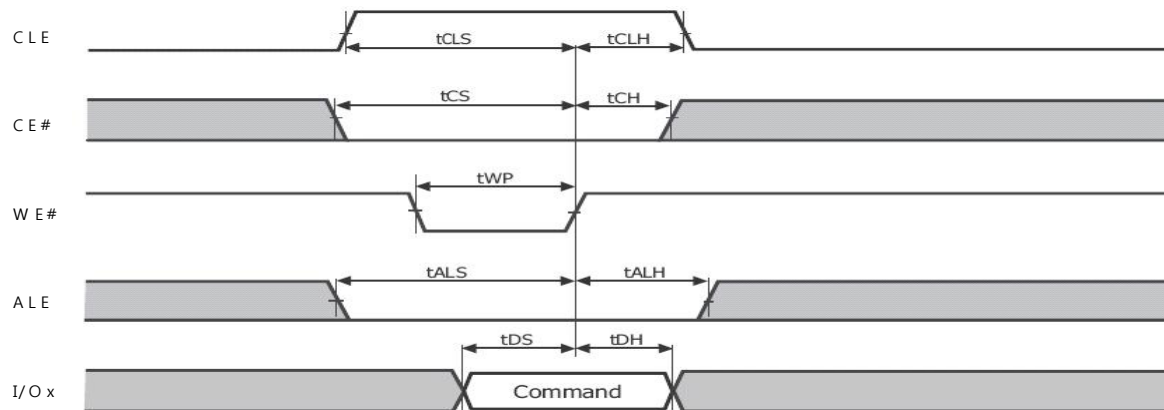 CLE
tCLS tCLH
CE#
tCS tCH
WE#
tWP
ALE
tALS tALH
I/Ox
tDS tDH
Command